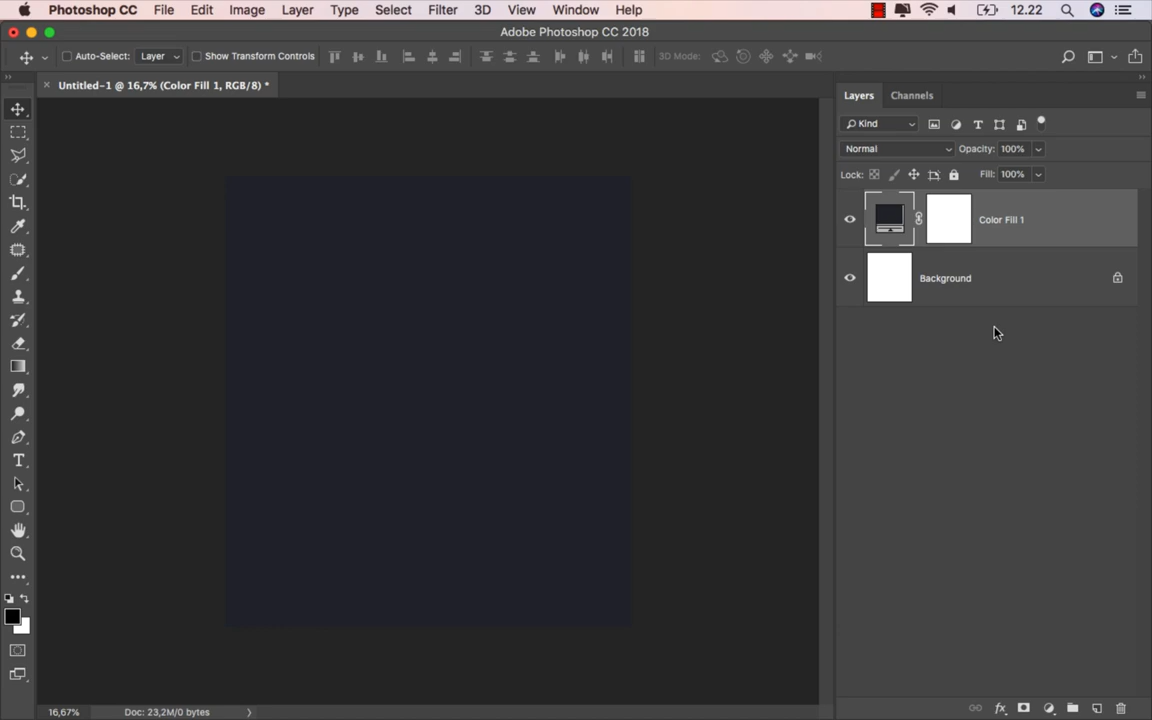 Photoshop CC File Edit Image Layer Type Select Filter 3D View Window Help 12.22
Adobe Photoshop CC 2018
Auto-Select: Layer Show Transform Controls 3D Mode:
Untitled-1 @ 16,7% (Color Fill 1, RGB/8) *
Layers Channels
Kind
Normal Opacity: 100%
Lock: Fill: 100%
Color Fill 1
Background
16,67% Doc: 23,2M/0 bytes